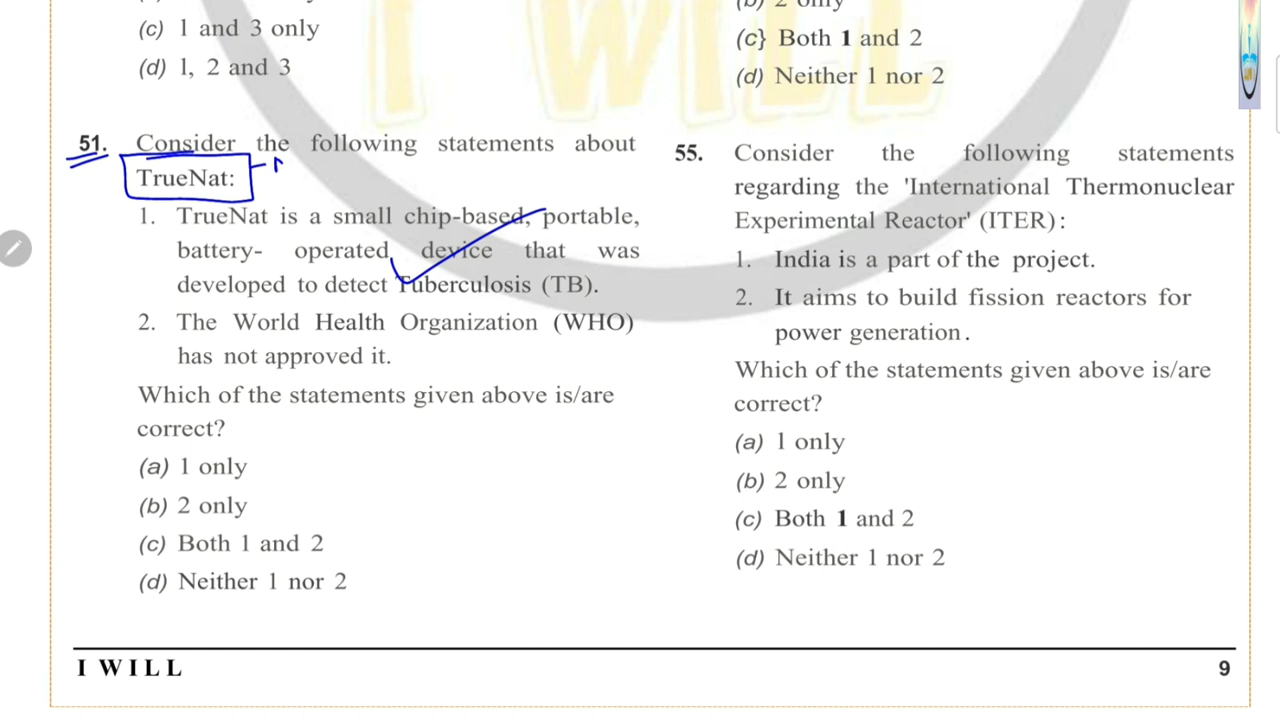 (c) 1 and 3 only
(d) 1, 2 and 3
51. Consider the following statements about
TrueNat:
1. TrueNat is a small chip-based, portable,
battery- operated device that was
developed to detect Tuberculosis (TB).
2. The World Health Organization (WHO)
has not approved it.
Which of the statements given above is/are
correct?
(a) 1 only
(b) 2 only
(c) Both 1 and 2
(d) Neither 1 nor 2
(b) 2 only
(c} Both 1 and 2
(d) Neither 1 nor 2
55. Consider the following statements
regarding the 'International Thermonuclear
Experimental Reactor' (ITER):
1. India is a part of the project.
2. It aims to build fission reactors for
power generation.
Which of the statements given above is/are
correct?
(a) 1 only
(b) 2 only
(c) Both 1 and 2
(d) Neither 1 nor 2
I WILL
I WILL
9